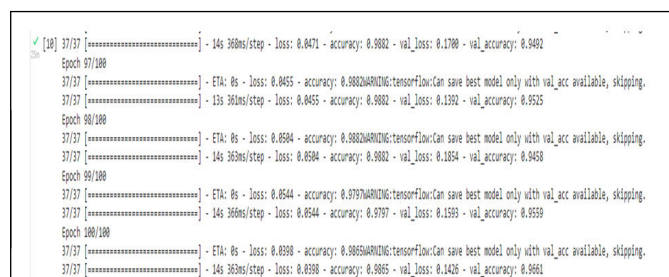 [10] 37/37 [==============================] - 14s 368ms/step - loss: 0.0471 - accuracy: 0.9882 - val_loss: 0.1700 - val_accuracy: 0.9492
25m
Epoch 97/100
37/37 [==============================] - ETA: 0s - loss: 0.0455 - accuracy: 0.9882WARNING:tensorflow:Can save best model only with val_acc available, skipping.
37/37 [==============================] - 13s 361ms/step - loss: 0.0455 - accuracy: 0.9882 - val_loss: 0.1392 - val_accuracy: 0.9525
Epoch 98/100
37/37 [==============================] - ETA: 0s - loss: 0.0504 - accuracy: 0.9882WARNING:tensorflow:Can save best model only with val_acc available, skipping.
37/37 [==============================] - 14s 363ms/step - loss: 0.0504 - accuracy: 0.9882 - val_loss: 0.1854 - val_accuracy: 0.9458
Epoch 99/100
37/37 [==============================] - ETA: 0s - loss: 0.0544 - accuracy: 0.9797WARNING:tensorflow:Can save best model only with val_acc available, skipping.
37/37 [==============================] - 14s 366ms/step - loss: 0.0544 - accuracy: 0.9797 - val_loss: 0.1593 - val_accuracy: 0.9559
Epoch 100/100
37/37 [==============================] - ETA: 0s - loss: 0.0398 - accuracy: 0.9865WARNING:tensorflow:Can save best model only with val_acc available, skipping.
37/37 [==============================] - 14s 363ms/step - loss: 0.0398 - accuracy: 0.9865 - val_loss: 0.1426 - val_accuracy: 0.9661